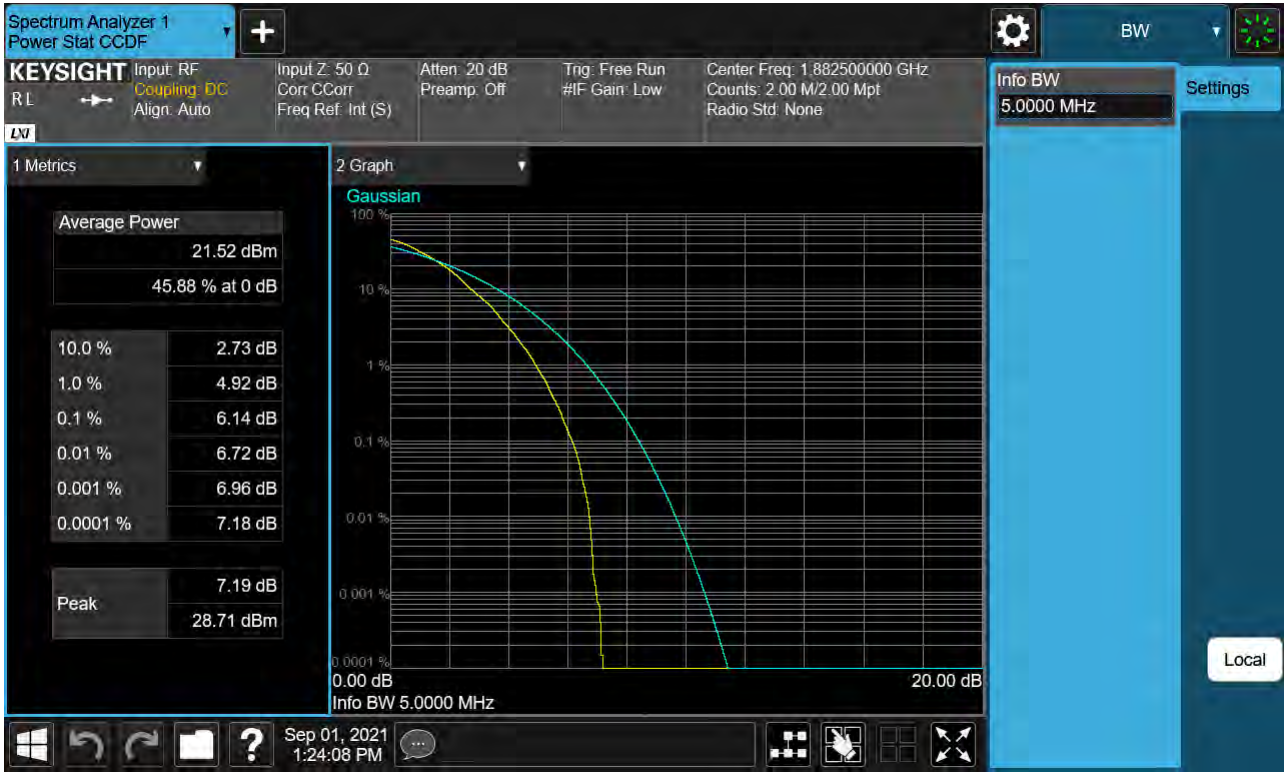 Spectrum Analyzer 1
Power Stat CCDF
BW
KEYSIGHT
RL
LXI
Input: RF
Coupling: DC
Align: Auto
Input Z: 50 Ω
Corr CCorr
Freq Ref: Int (S)
Atten: 20 dB
Preamp: Off
Trig: Free Run
#IF Gain: Low
Center Freq: 1.882500000 GHz
Counts: 2.00 M/2.00 Mpt
Radio Std: None
Info BW
5.0000 MHz
Settings
1 Metrics
Average Power
21.52 dBm
45.88 % at 0 dB
10.0 % 2.73 dB
1.0 % 4.92 dB
0.1 % 6.14 dB
0.01 % 6.72 dB
0.001 % 6.96 dB
0.0001 % 7.18 dB
Peak
7.19 dB
28.71 dBm
2 Graph
Gaussian
100 %
10 %
1 %
0.1 %
0.01 %
0.001 %
0.0001 %
0.00 dB 20.00 dB
Info BW 5.0000 MHz
Local
?
Sep 01, 2021
1:24:08 PM